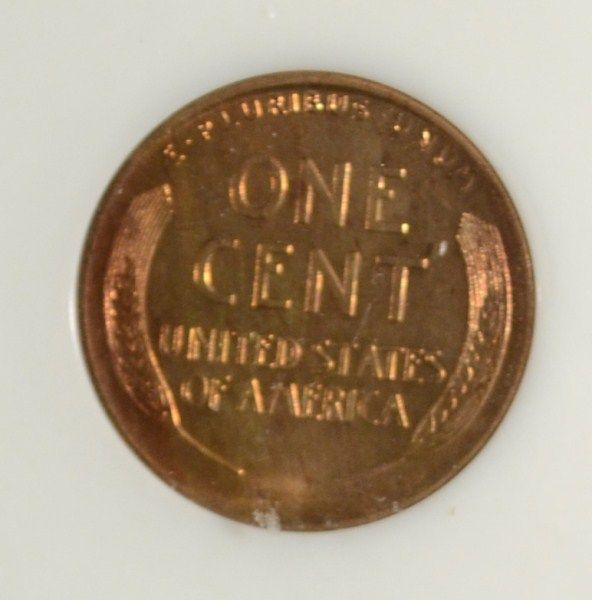 E·PLURIBUS·UNUM
ONE
CENT
UNITED STATES
OF AMERICA